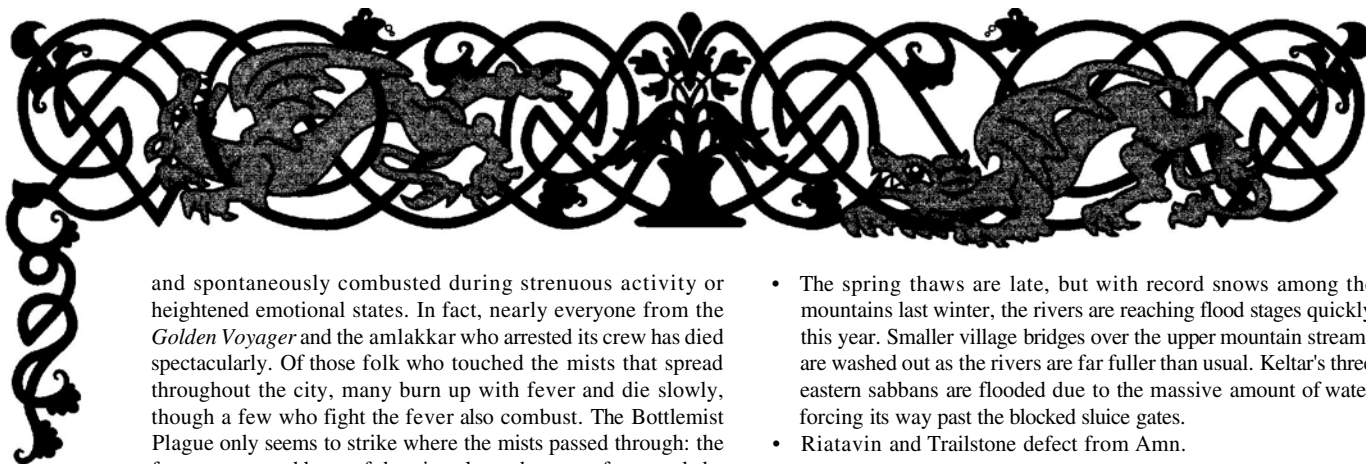 and spontaneously combusted during strenuous activity or
heightened emotional states. In fact, nearly everyone from the
Golden Voyager and the amlakkar who arrested its crew has died
spectacularly. Of those folk who touched the mists that spread
throughout the city, many burn up with fever and die slowly,
though a few who fight the fever also combust. The Bottlemist
Plague only seems to strike where the mists passed through: the
• The spring thaws are late, but with record snows among the
mountains last winter, the rivers are reaching flood stages quickly
this year. Smaller village bridges over the upper mountain stream
are washed out as the rivers are far fuller than usual. Keltar's three
eastern sabbans are flooded due to the massive amount of wate
forcing its way past the blocked sluice gates.
• Riatavin and Trailstone defect from Amn.